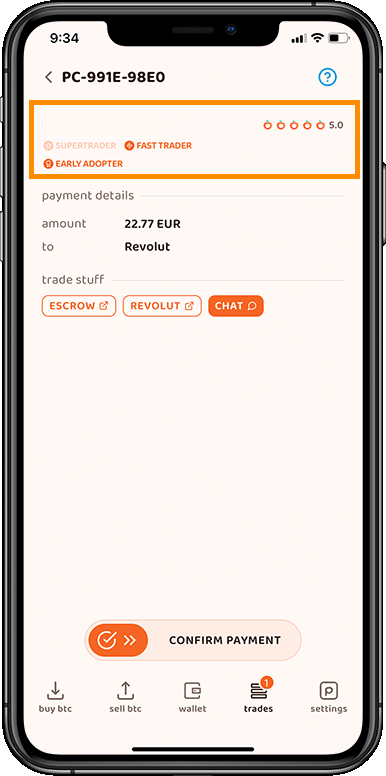 9:34
PC-991E-98E0
?
5.0
SUPERTRADER FAST TRADER
EARLY ADOPTER
payment details
amount 22.77 EUR
to Revolut
trade stuff
ESCROW REVOLUT CHAT
CONFIRM PAYMENT
1
buy btc sell btc wallet trades settings